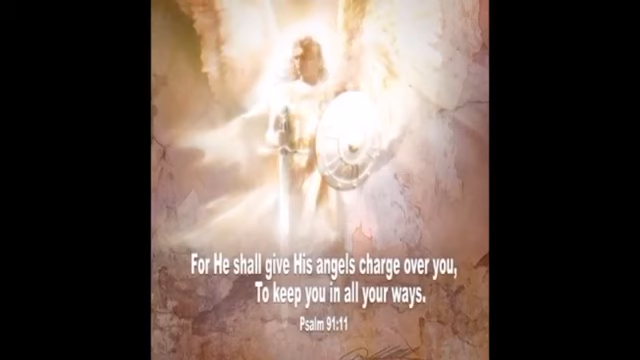 For He shall give His angels charge over you,
To keep you in all your ways.
Psalm 91:11